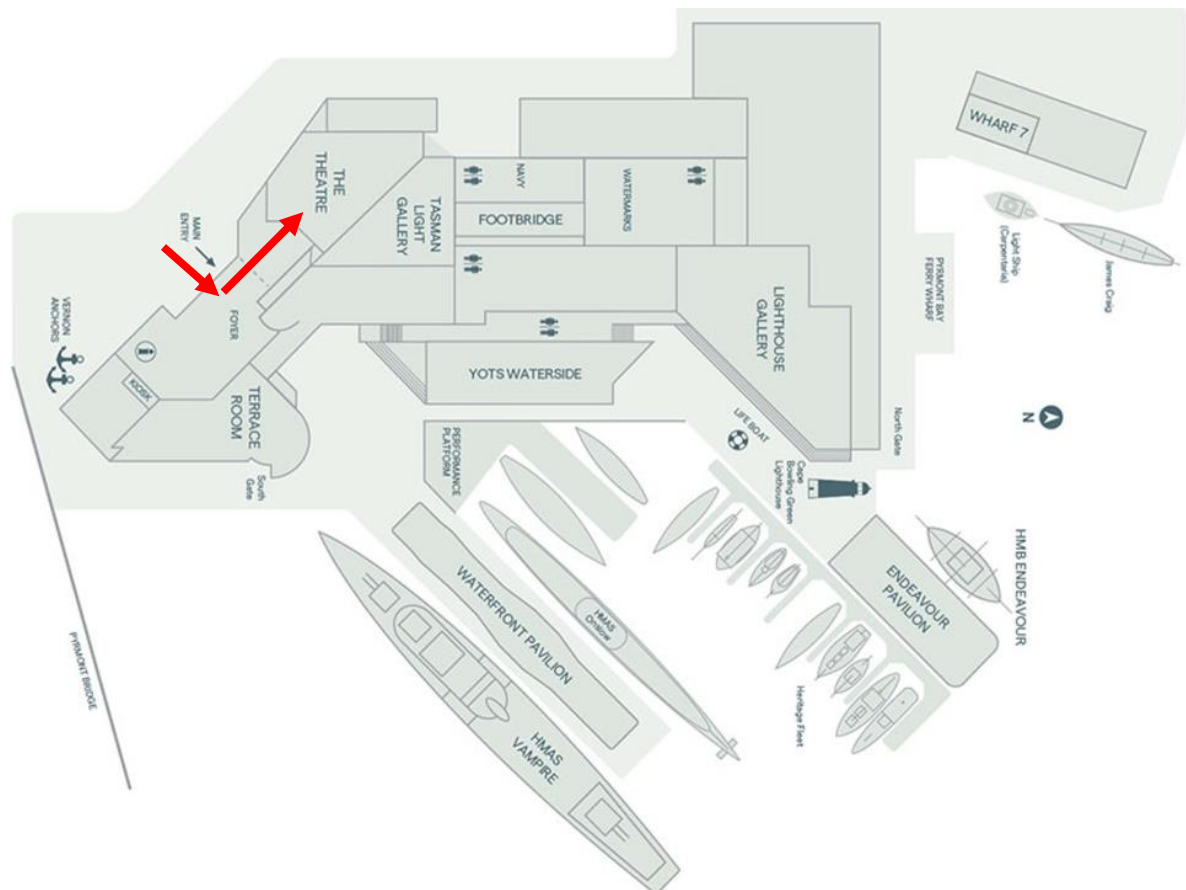 WHARF 7
THE
THEATRE
NAVY
WATERMARKS
TASMAN
LIGHT
GALLERY
FOOTBRIDGE
MAIN
ENTRY
Light Ship
(Carpentaria)
James Craig
PYRMONT BAY
FERRY WHARF
VERNON
ANCHORS
FOYER
i
LIGHTHOUSE
GALLERY
KIOSK
YOTS WATERSIDE
TERRACE
ROOM
N
LIFE BOAT
North Gate
PERFORMANCE
PLATFORM
South
Gate
Cape
Bowling Green
Lighthouse
HMB ENDEAVOUR
ENDEAVOUR
PAVILION
WATERFRONT PAVILION
HMAS
Onslow
PYRMONT BRIDGE
Heritage Fleet
HMAS
VAMPIRE